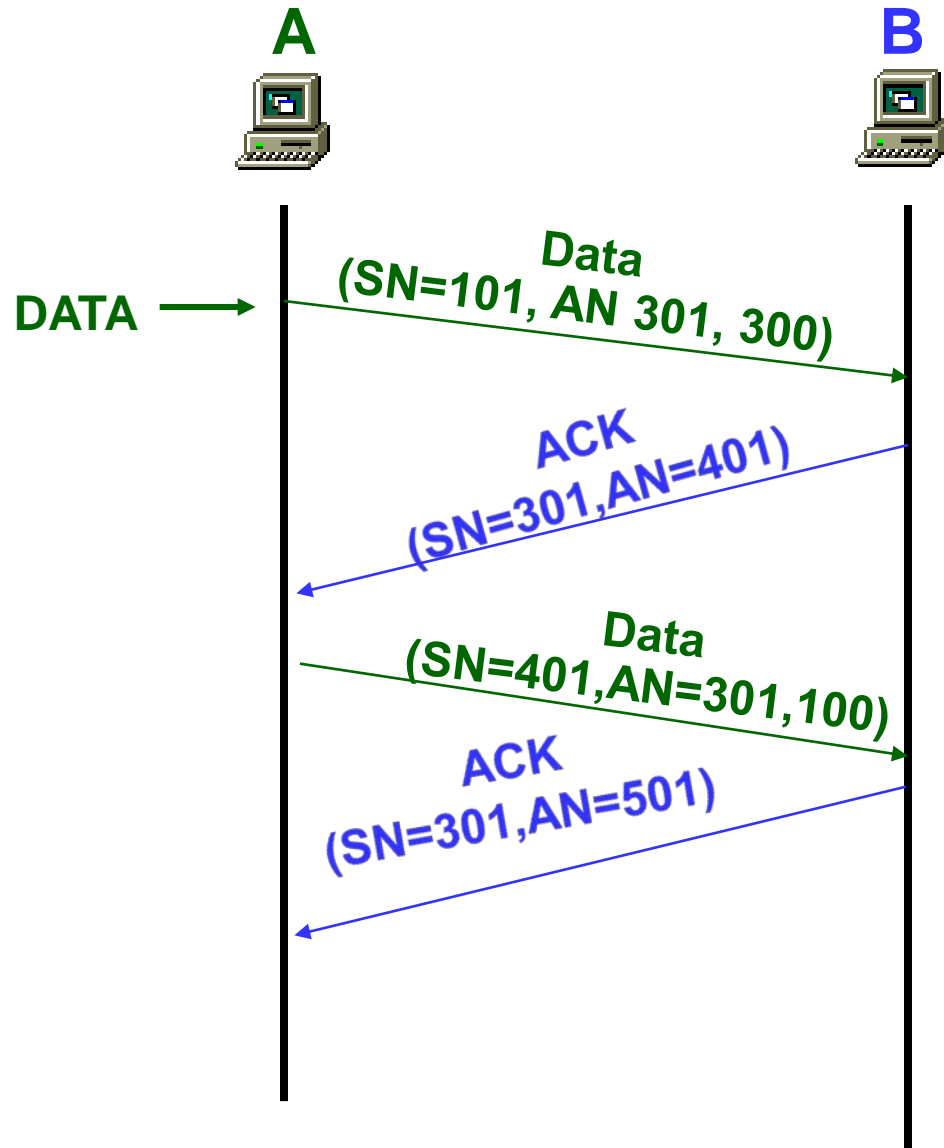 A
B
Data
(SN=101, AN 301, 300)
DATA
ACK
(SN=301,AN=401)
Data
(SN=401,AN=301,100)
ACK
(SN=301,AN=501)